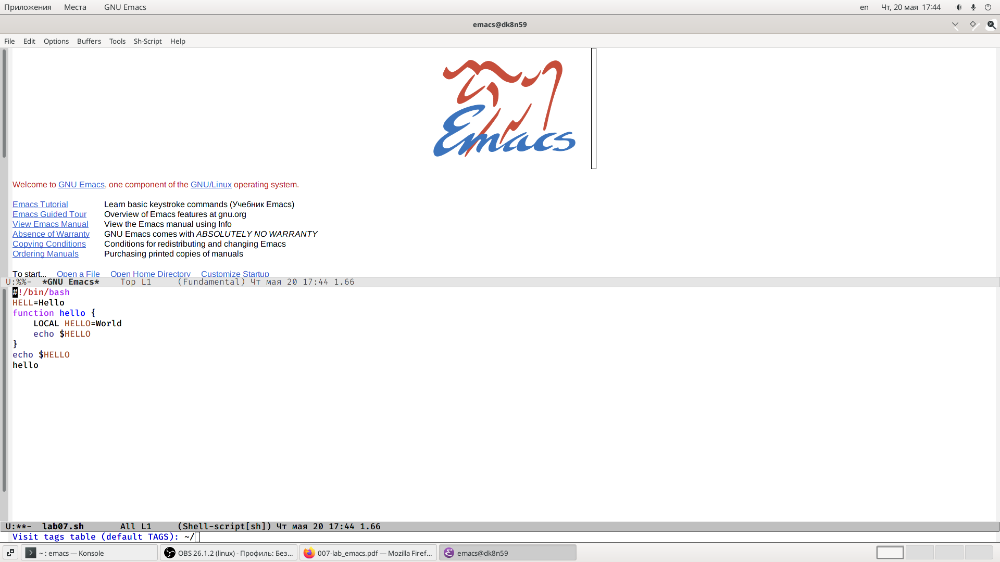 Приложения Места GNU Emacs en Чт, 20 мая 17:44
emacs@dk8n59
File Edit Options Buffers Tools Sh-Script Help
Emacs
Welcome to GNU Emacs, one component of the GNU/Linux operating system.
Emacs Tutorial Learn basic keystroke commands (Учебник Emacs)
Emacs Guided Tour Overview of Emacs features at gnu.org
View Emacs Manual View the Emacs manual using Info
Absence of Warranty GNU Emacs comes with ABSOLUTELY NO WARRANTY
Copying Conditions Conditions for redistributing and changing Emacs
Ordering Manuals Purchasing printed copies of manuals
To start... Open a File Open Home Directory Customize Startup
U:%%- *GNU Emacs* Top L1 (Fundamental) Чт мая 20 17:44 1.66
#!/bin/bash
HELL=Hello
function hello {
    LOCAL HELLO=World
    echo $HELLO
}
echo $HELLO
hello
U:**- lab07.sh All L1 (Shell-script[sh]) Чт мая 20 17:44 1.66
Visit tags table (default TAGS): ~/
~ : emacs — Konsole OBS 26.1.2 (linux) - Профиль: Без... 007-lab_emacs.pdf — Mozilla Firef... emacs@dk8n59